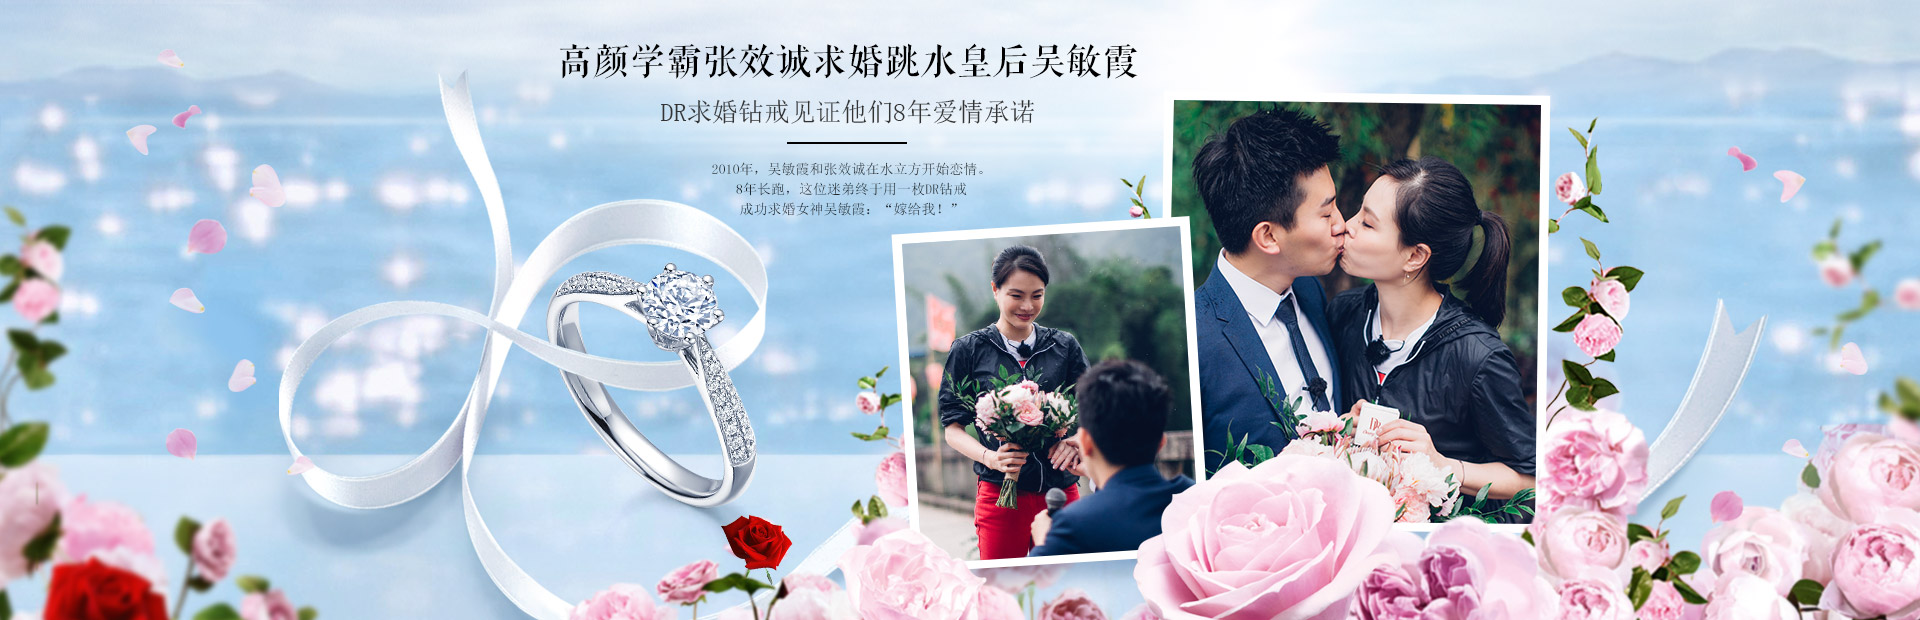 高颜学霸张效诚求婚跳水皇后吴敏霞
DR求婚钻戒见证他们8年爱情承诺
2010年，吴敏霞和张效诚在水立方开始恋情。
8年长跑，这位迷弟终于用一枚DR钻戒
成功求婚女神吴敏霞：“嫁给我！”